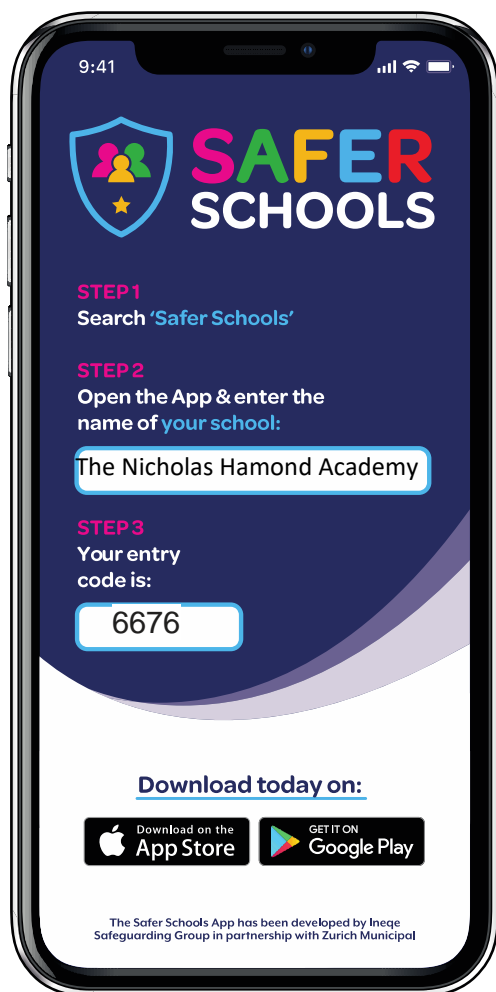 9:41
SAFER
SCHOOLS
STEP 1
Search ‘Safer Schools’
STEP 2
Open the App & enter the
name of your school:
The Nicholas Hamond Academy
STEP 3
Your entry
code is:
6676
Download today on:
Download on the
App Store
GET IT ON
Google Play
The Safer Schools App has been developed by Ineqe
Safeguarding Group in partnership with Zurich Municipal